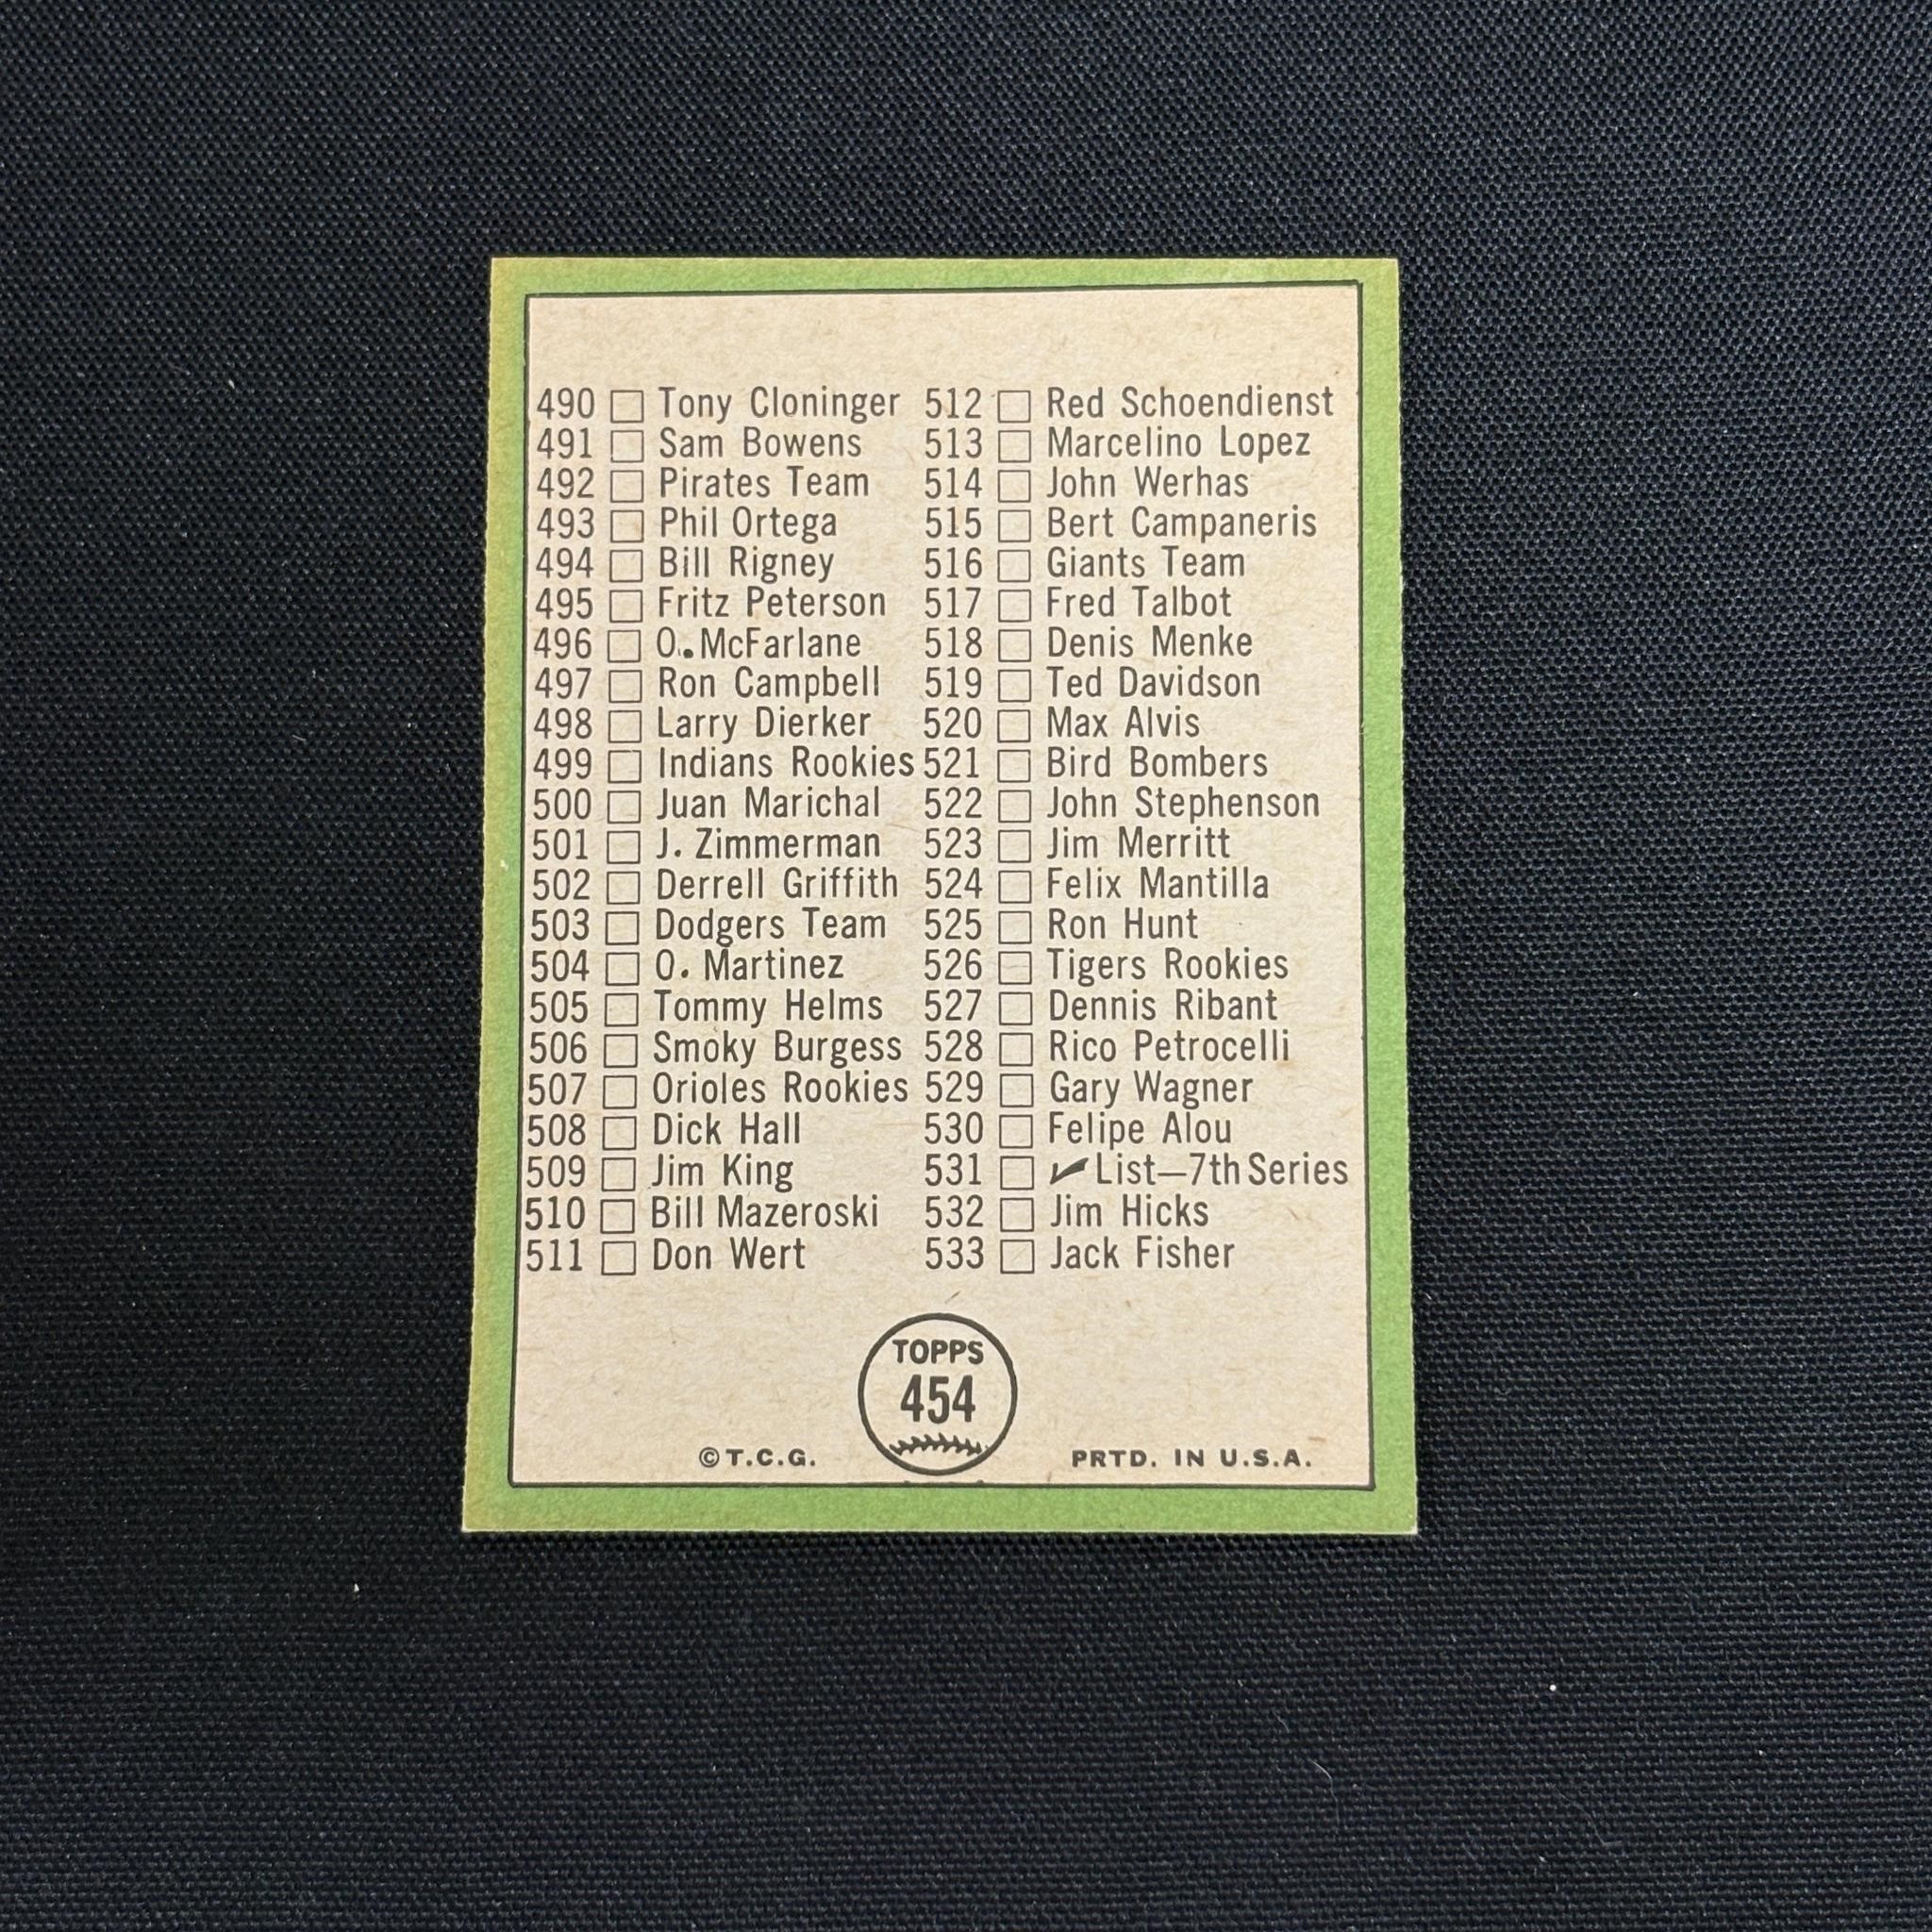 490 □ Tony Cloninger
491 □ Sam Bowens
492 □ Pirates Team
493 □ Phil Ortega
494 □ Bill Rigney
495 □ Fritz Peterson
496 □ O. McFarlane
497 □ Ron Campbell
498 □ Larry Dierker
499 □ Indians Rookies
500 □ Juan Marichal
501 □ J. Zimmerman
502 □ Derrell Griffith
503 □ Dodgers Team
504 □ O. Martinez
505 □ Tommy Helms
506 □ Smoky Burgess
507 □ Orioles Rookies
508 □ Dick Hall
509 □ Jim King
510 □ Bill Mazeroski
511 □ Don Wert
512 □ Red Schoendienst
513 □ Marcelino Lopez
514 □ John Werhas
515 □ Bert Campaneris
516 □ Giants Team
517 □ Fred Talbot
518 □ Denis Menke
519 □ Ted Davidson
520 □ Max Alvis
521 □ Bird Bombers
522 □ John Stephenson
523 □ Jim Merritt
524 □ Felix Mantilla
525 □ Ron Hunt
526 □ Tigers Rookies
527 □ Dennis Ribant
528 □ Rico Petrocelli
529 □ Gary Wagner
530 □ Felipe Alou
531 □ ✓ List—7th Series
532 □ Jim Hicks
533 □ Jack Fisher
TOPPS
454
© T.C.G.
PRTD. IN U.S.A.